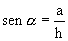 sen α = a/h